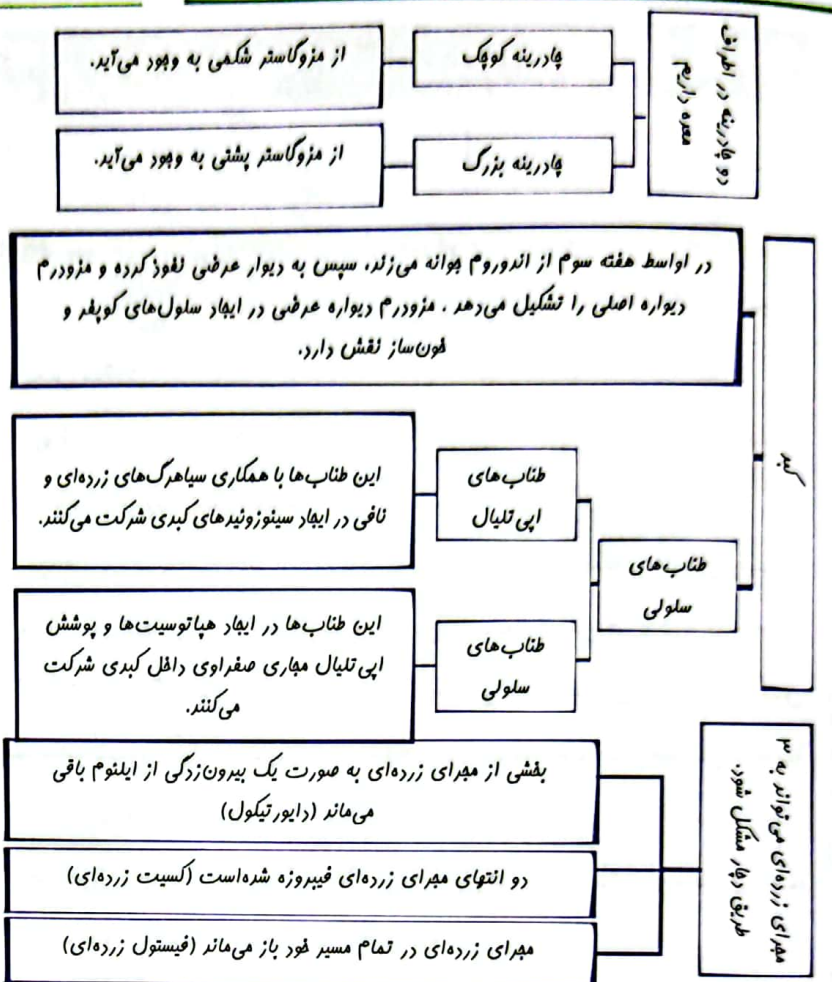 دو چادرینه در اطراف
معده داریم
چادرینه کوچک
از مزوگاستر شکمی به وجود می‌آید.
چادرینه بزرگ
از مزوگاستر پشتی به وجود می‌آید.
کبد
در اواسط هفته سوم از اندوروم جوانه می‌زند، سپس به دیوار عرضی نفوذ کرده و مزودرم
دیواره اصلی را تشکیل می‌دهد . مزودرم دیواره عرضی در ایجاد سلول‌های کوپفر و
خون‌ساز نقش دارد.
طناب‌های
سلولی
طناب‌های
اپی تلیال
این طناب‌ها با همکاری سیاهرگ‌های زرده‌ای و
نافی در ایجاد سینوزوئیدهای کبدی شرکت می‌کنند.
طناب‌های
سلولی
این طناب‌ها در ایجاد هپاتوسیت‌ها و پوشش
اپی تلیال مجاری صفراوی داخل کبدی شرکت
می‌کنند.
مجرای زرده‌ای می‌تواند به ۳
طریق دچار مشکل شود.
بخشی از مجرای زرده‌ای به صورت یک بیرون‌زدگی از ایلئوم باقی
می‌ماند (دایورتیکول)
دو انتهای مجرای زرده‌ای فیبروزه شده‌است (کسیت زرده‌ای)
مجرای زرده‌ای در تمام مسیر خود باز می‌ماند (فیستول زرده‌ای)